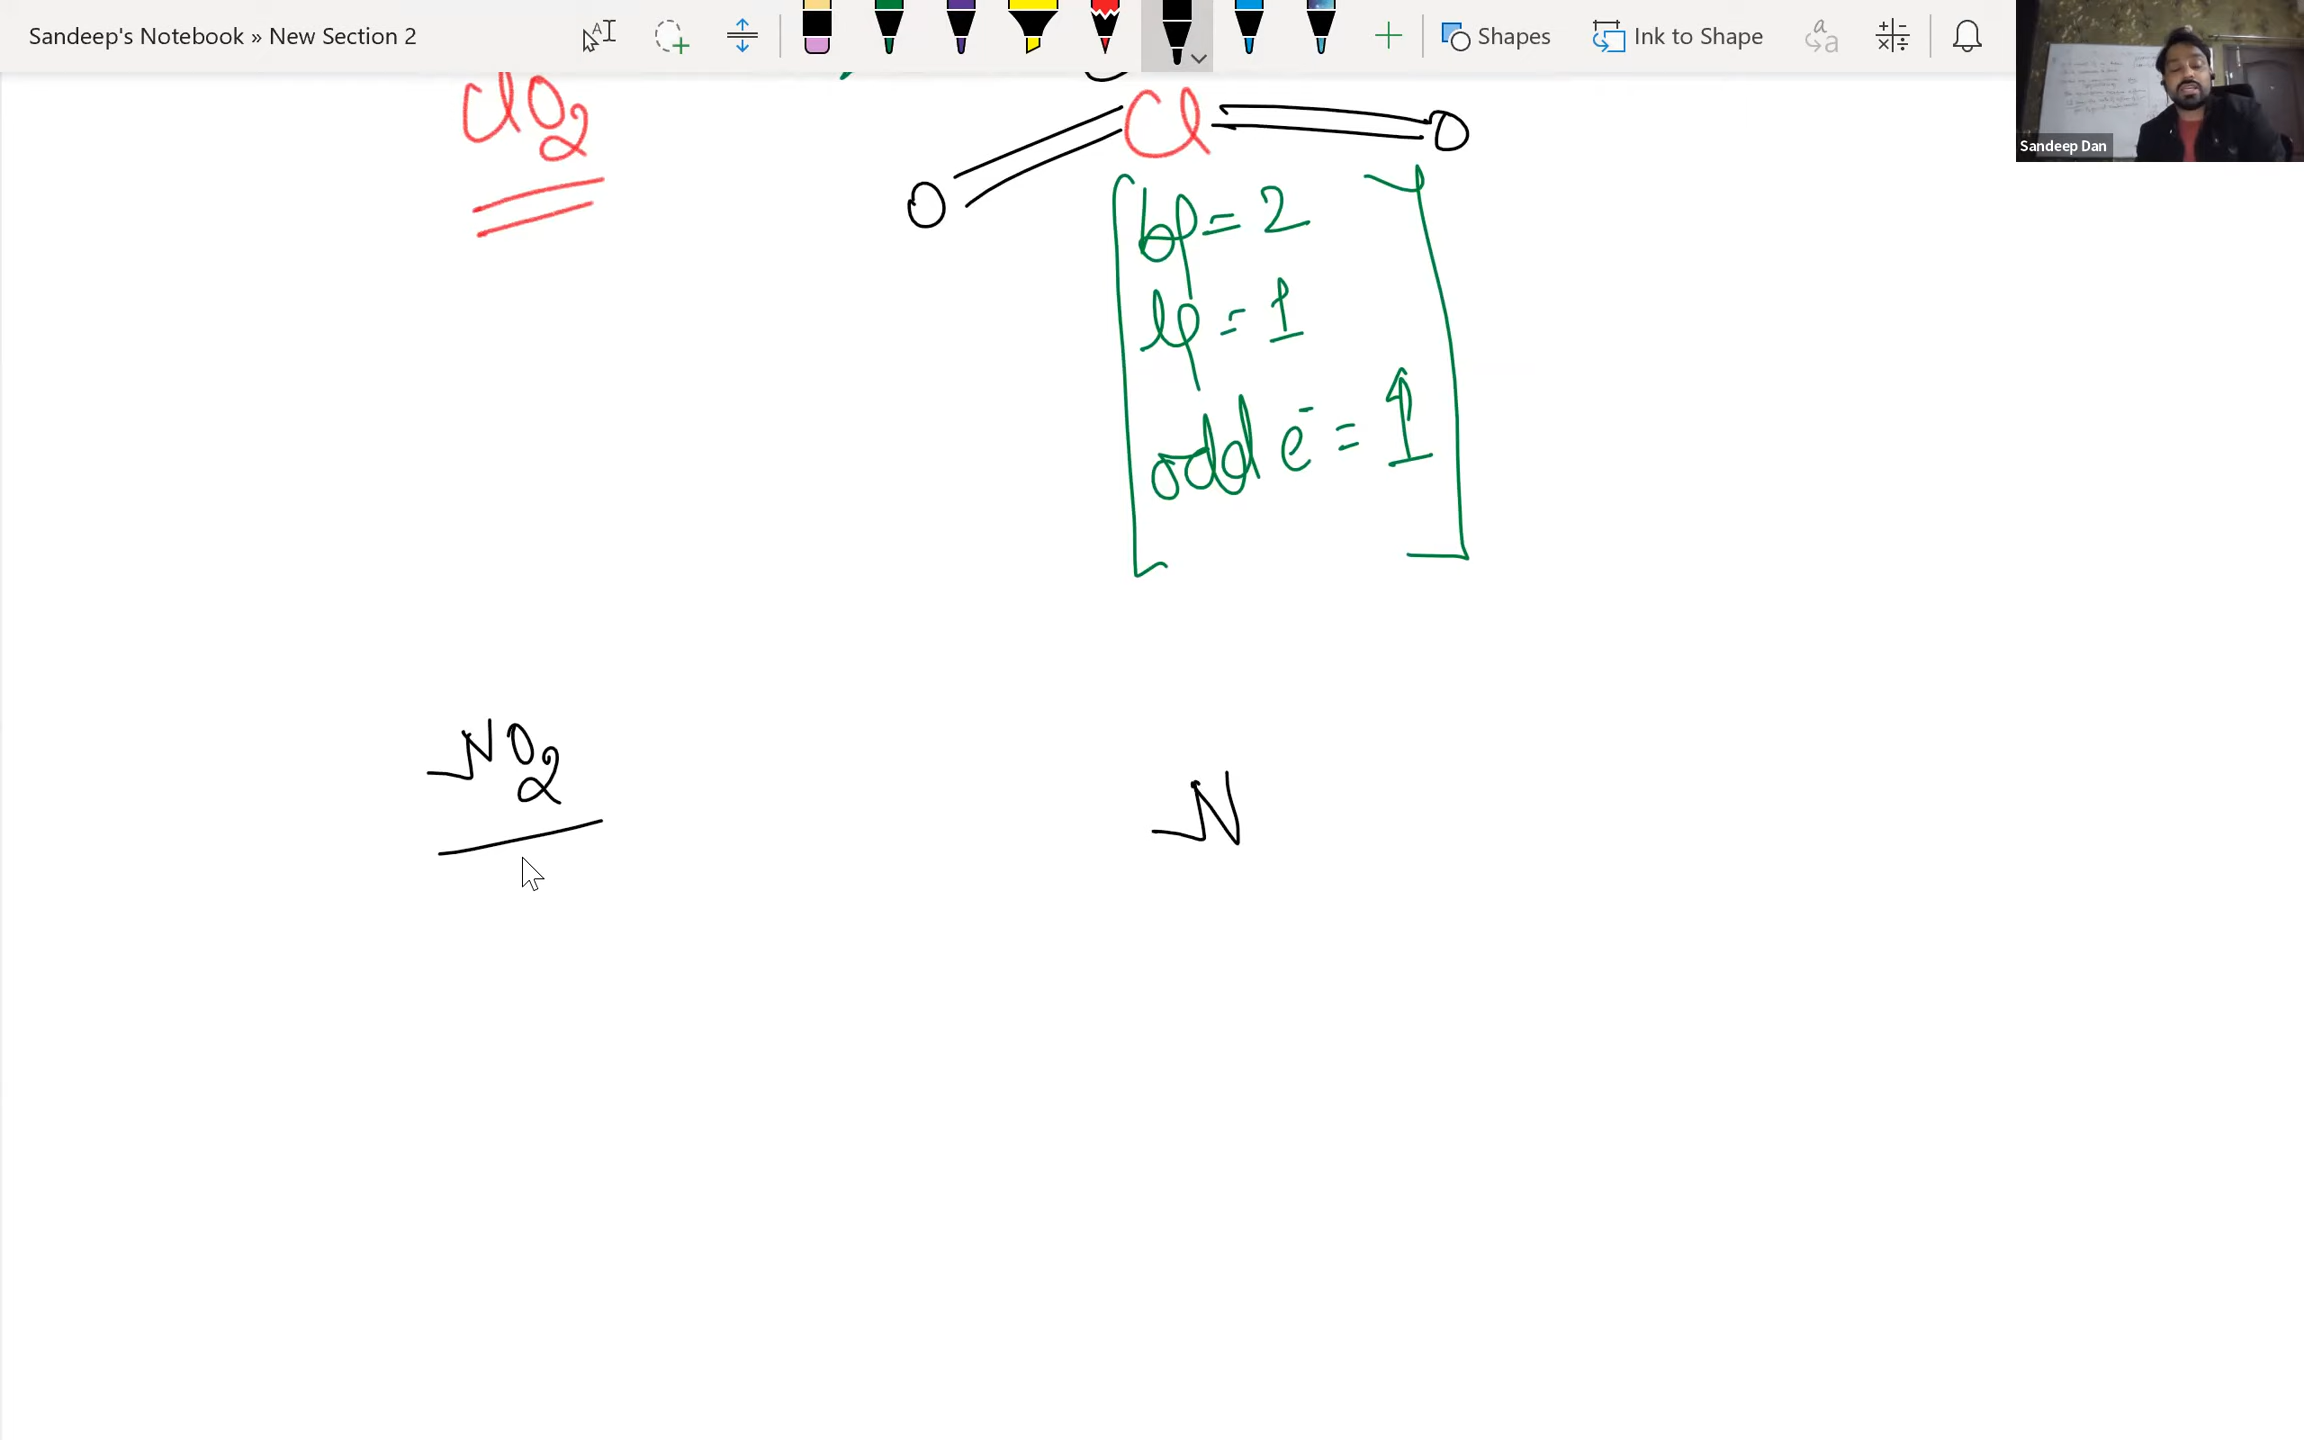 Sandeep's Notebook » New Section 2
Shapes
Ink to Shape
Sandeep Dan
ClO2
Cl
O
O
bp = 2
lp = 1
odd e- = 1
NO2
N